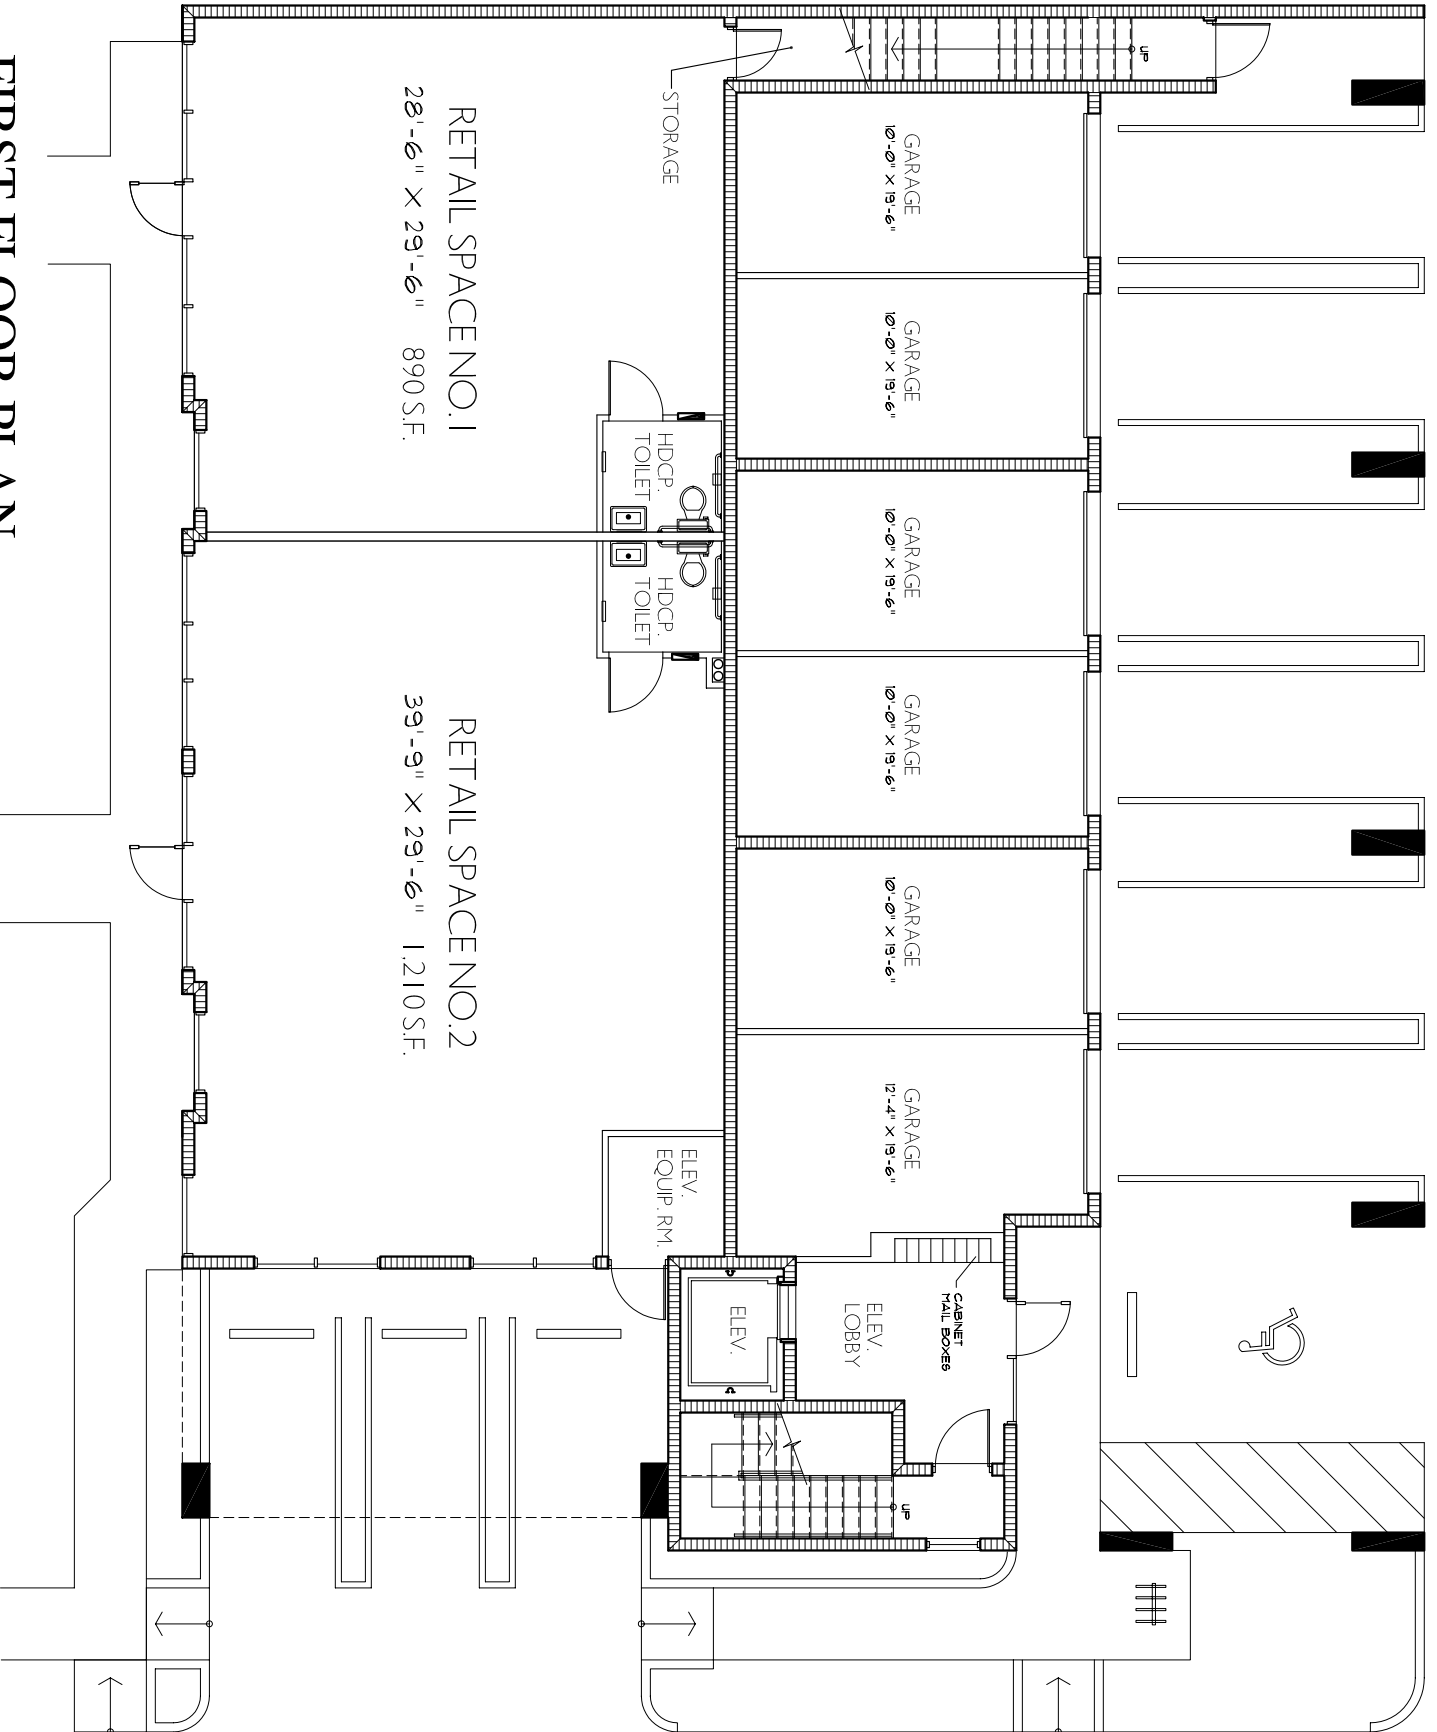 UP
CABINET
MAIL BOXES
GARAGE
10'-0" X 19'-6"
GARAGE
10'-0" X 19'-6"
GARAGE
10'-0" X 19'-6"
GARAGE
10'-0" X 19'-6"
GARAGE
10'-0" X 19'-6"
GARAGE
12'-4" X 19'-6"
UP
ELEV.
LOBBY
ELEV.
STORAGE
HDCP.
TOILET
HDCP.
TOILET
ELEV.
EQUIP. RM.
RETAIL SPACE NO. 1
28'-6" X 29'-6" 890 S.F.
RETAIL SPACE NO. 2
39'-9" X 29'-6" 1,210 S.F.
FIRST FLOOR PLAN